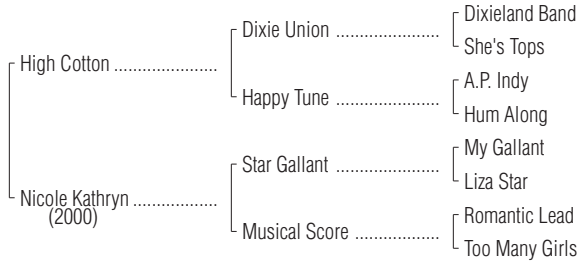 Dixieland Band
Dixie Union ....................
She's Tops
High Cotton ....................
A.P. Indy
Happy Tune ....................
Hum Along
My Gallant
Star Gallant ....................
Liza Star
Nicole Kathryn ................
(2000)
Romantic Lead
Musical Score .................
Too Many Girls